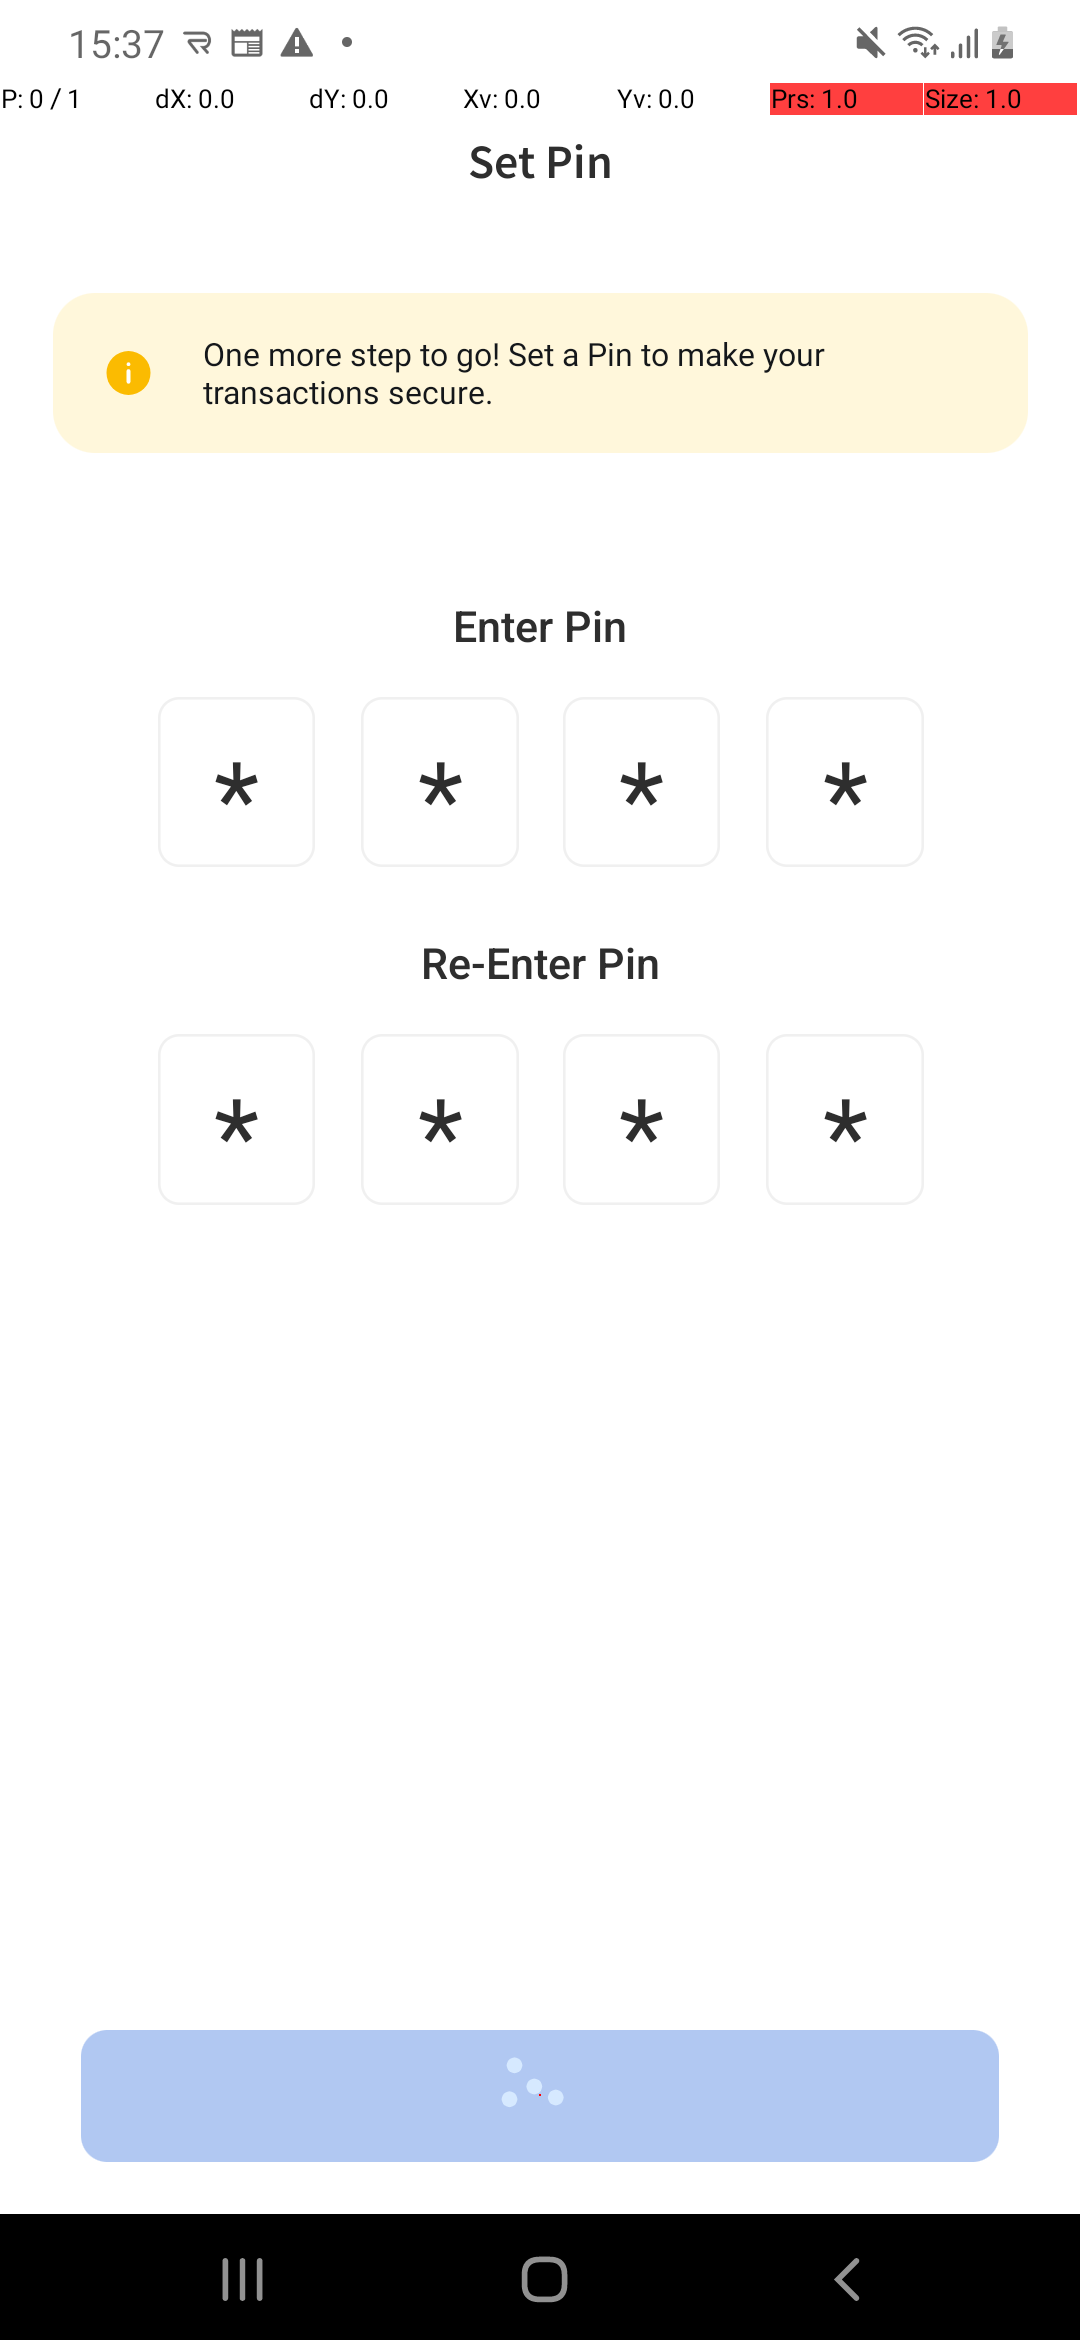 15:37
P: 0 / 1 dX: 0.0 dY: 0.0 Xv: 0.0 Yv: 0.0 Prs: 1.0 Size: 1.0
Set Pin
One more step to go! Set a Pin to make your
transactions secure.
Enter Pin
* * * *
Re-Enter Pin
* * * *